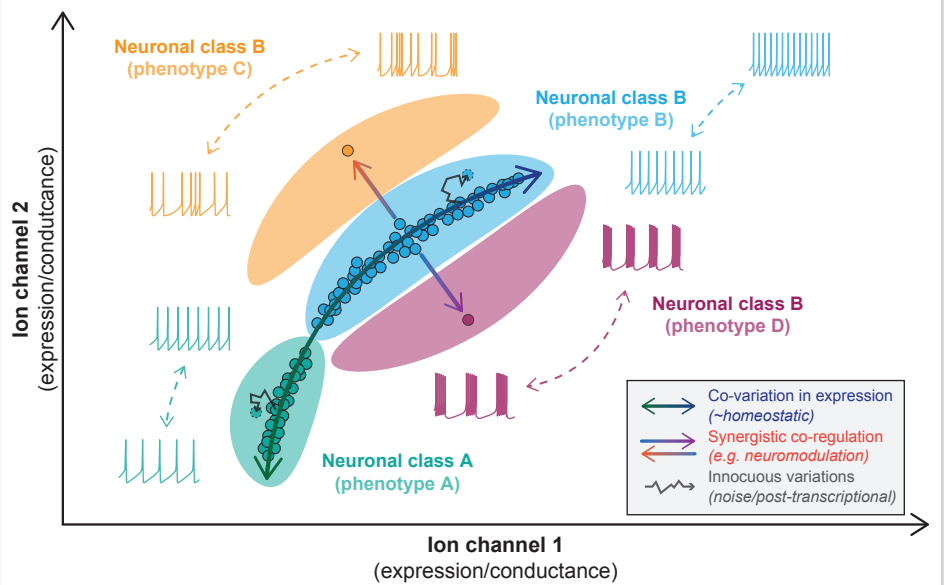 Neuronal class B
(phenotype C)
Neuronal class B
(phenotype B)
Neuronal class B
(phenotype D)
Neuronal class A
(phenotype A)
Ion channel 2
(expression/condutcance)
Co-variation in expression
(~homeostatic)
Synergistic co-regulation
(e.g. neuromodulation)
Innocuous variations
(noise/post-transcriptional)
Ion channel 1
(expression/conductance)